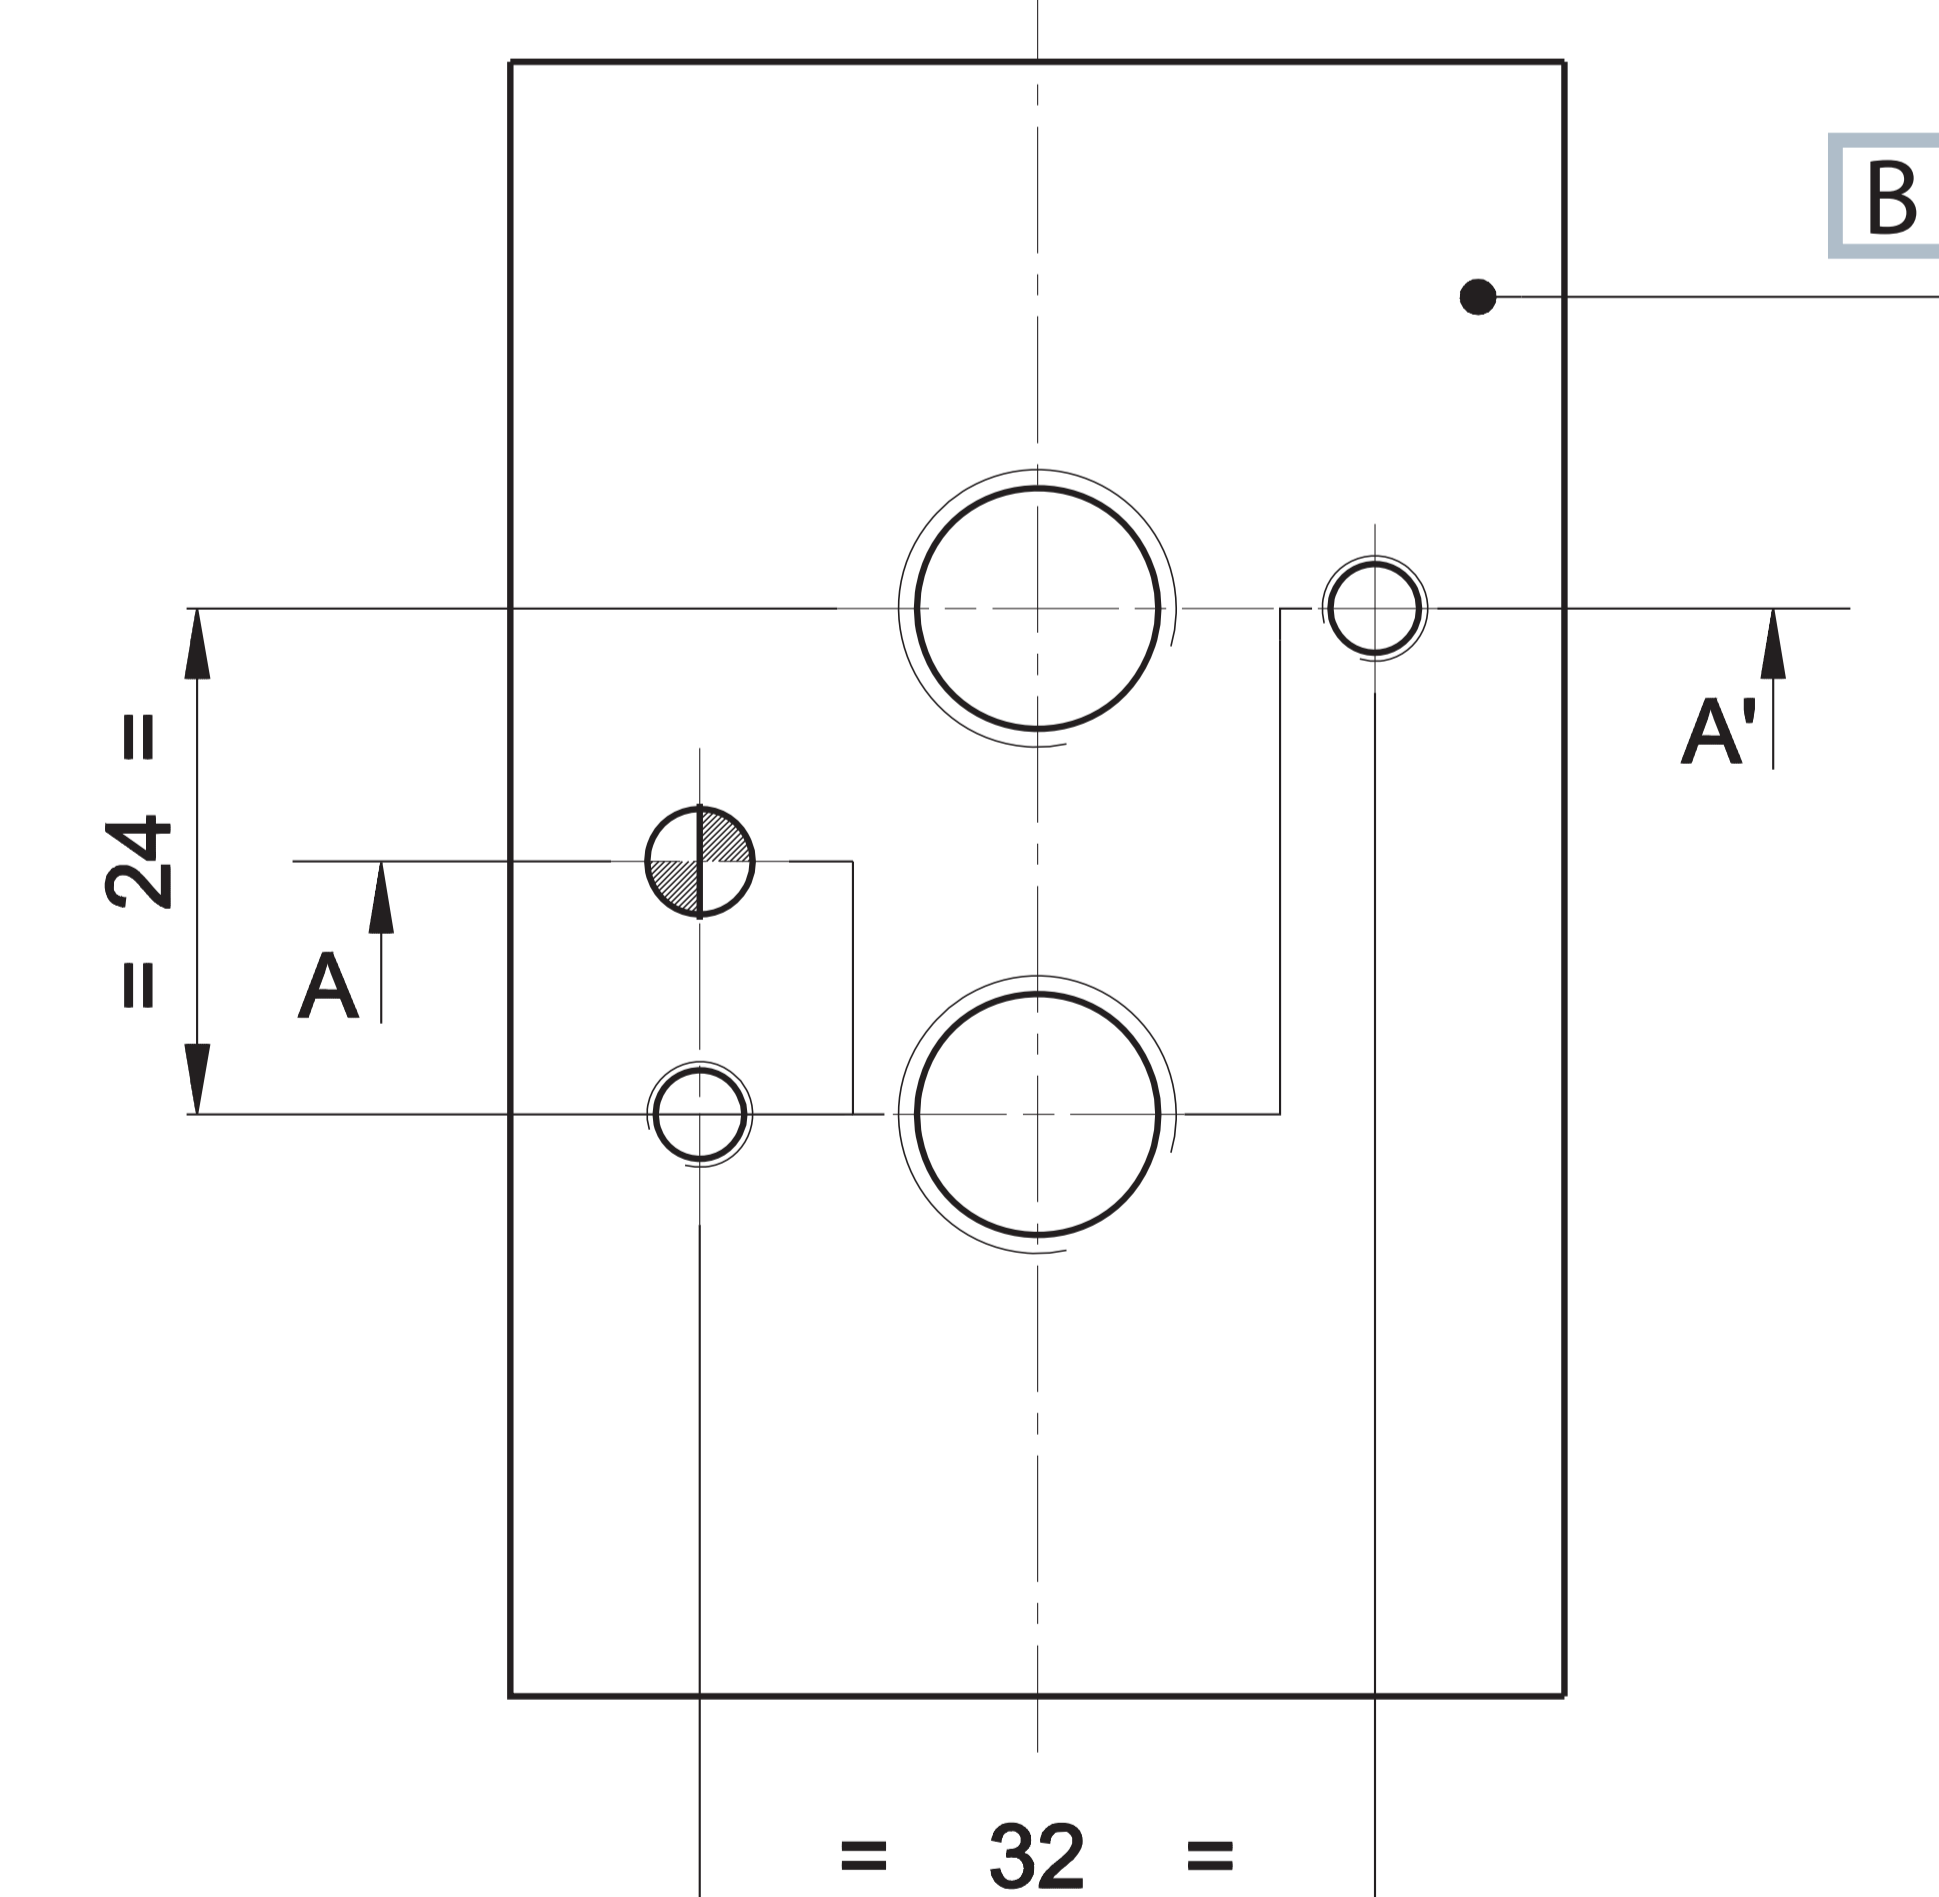 B
A'
= 24 =
A
= 32 =